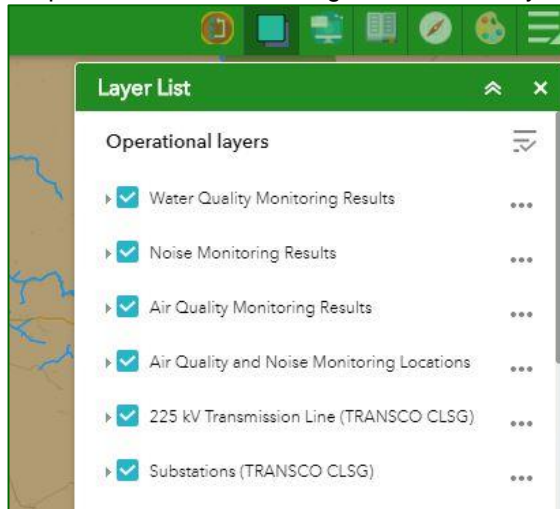 Layer List
Operational layers
Water Quality Monitoring Results
Noise Monitoring Results
Air Quality Monitoring Results
Air Quality and Noise Monitoring Locations
225 kV Transmission Line (TRANSCO CLSG)
Substations (TRANSCO CLSG)